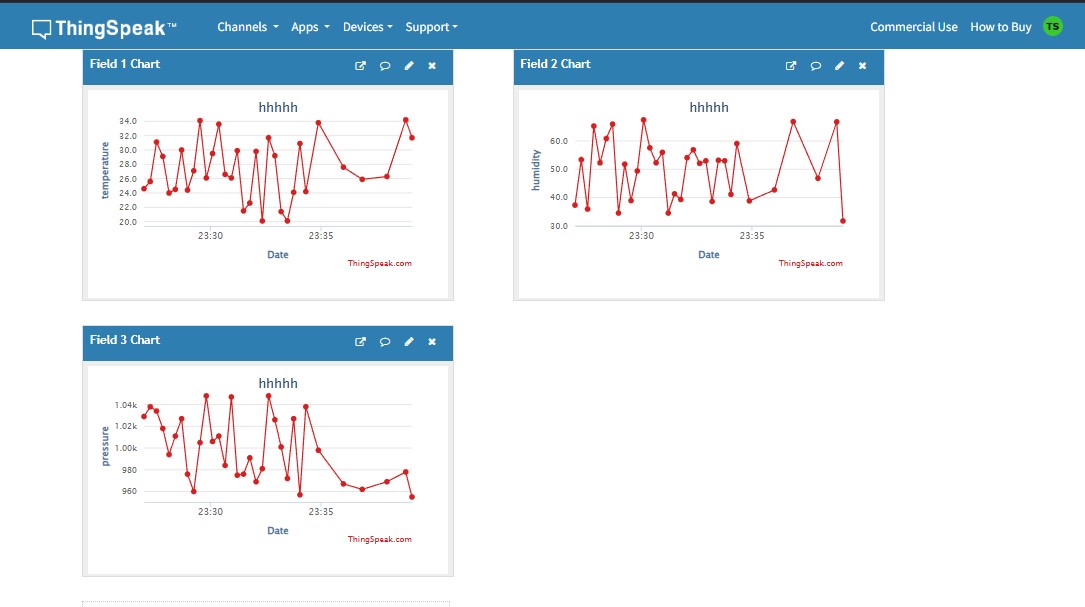 ThingSpeak™ Channels Apps Devices Support Commercial Use How to Buy TS
Field 1 Chart
hhhhh
34.0
32.0
30.0
28.0
26.0
24.0
22.0
20.0
temperature
23:30 23:35
Date
ThingSpeak.com
Field 2 Chart
hhhhh
60.0
50.0
40.0
30.0
humidity
23:30 23:35
Date
ThingSpeak.com
Field 3 Chart
hhhhh
1.04k
1.02k
1.00k
980
960
pressure
23:30 23:35
Date
ThingSpeak.com